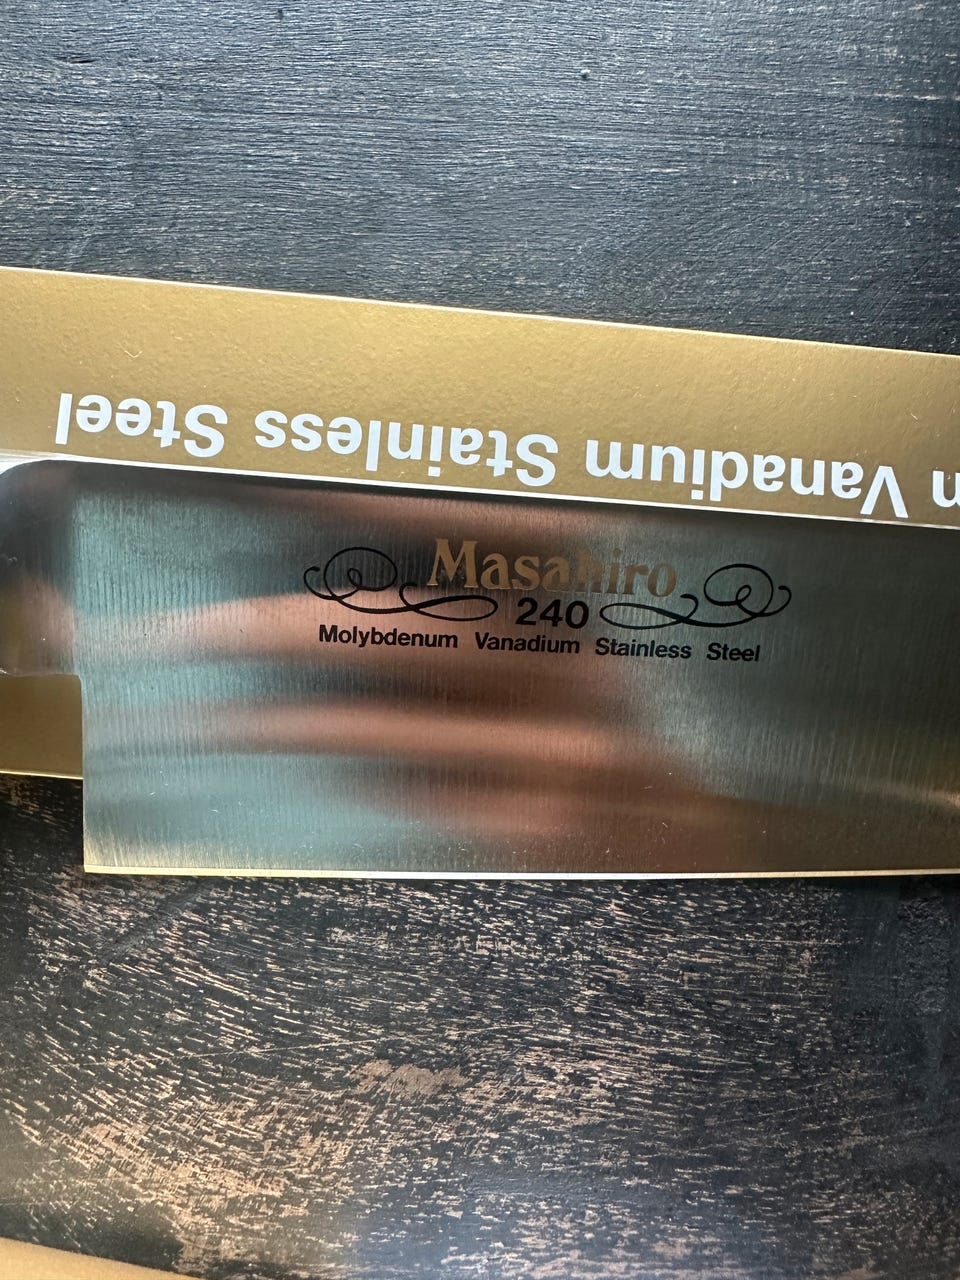 Vanadium Stainless Steel
Masahiro
240
Molybdenum Vanadium Stainless Steel